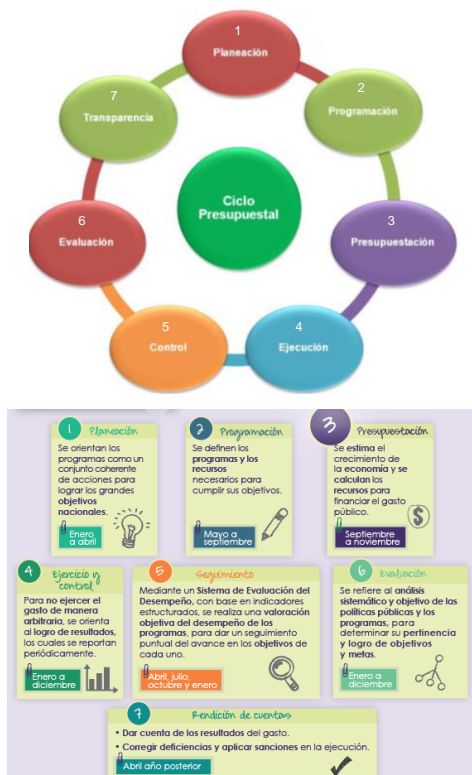 1
Planeación
2
Programación
3
Presupuestación
4
Ejecución
5
Control
6
Evaluación
7
Transparencia
Ciclo
Presupuestal
1 Planeación
Se orientan los
programas como un
conjunto coherente
de acciones para
lograr los grandes
objetivos
nacionales.
Enero
a abril
2 Programación
Se definen los
programas y los
recursos
necesarios para
cumplir sus objetivos.
Mayo a
septiembre
3 Presupuestación
Se estima el
crecimiento de
la economía y se
calculan los
recursos para
financiar el gasto
público.
$
Septiembre
a noviembre
4 Ejercicio y
control
Para no ejercer el
gasto de manera
arbitraria, se orienta
al logro de resultados,
los cuales se reportan
periódicamente.
Enero a
diciembre
5 Seguimiento
Mediante un Sistema de Evaluación del
Desempeño, con base en indicadores
estructurados, se realiza una valoración
objetiva del desempeño de los
programas, para dar un seguimiento
puntual del avance en los objetivos de
cada uno.
Abril, julio,
octubre y enero
6 Evaluación
Se refiere al análisis
sistemático y objetivo de las
políticas públicas y los
programas, para
determinar su pertinencia
y logro de objetivos
y metas.
Enero a
diciembre
7 Rendición de cuentas
• Dar cuenta de los resultados del gasto.
• Corregir deficiencias y aplicar sanciones en la ejecución.
Abril año posterior